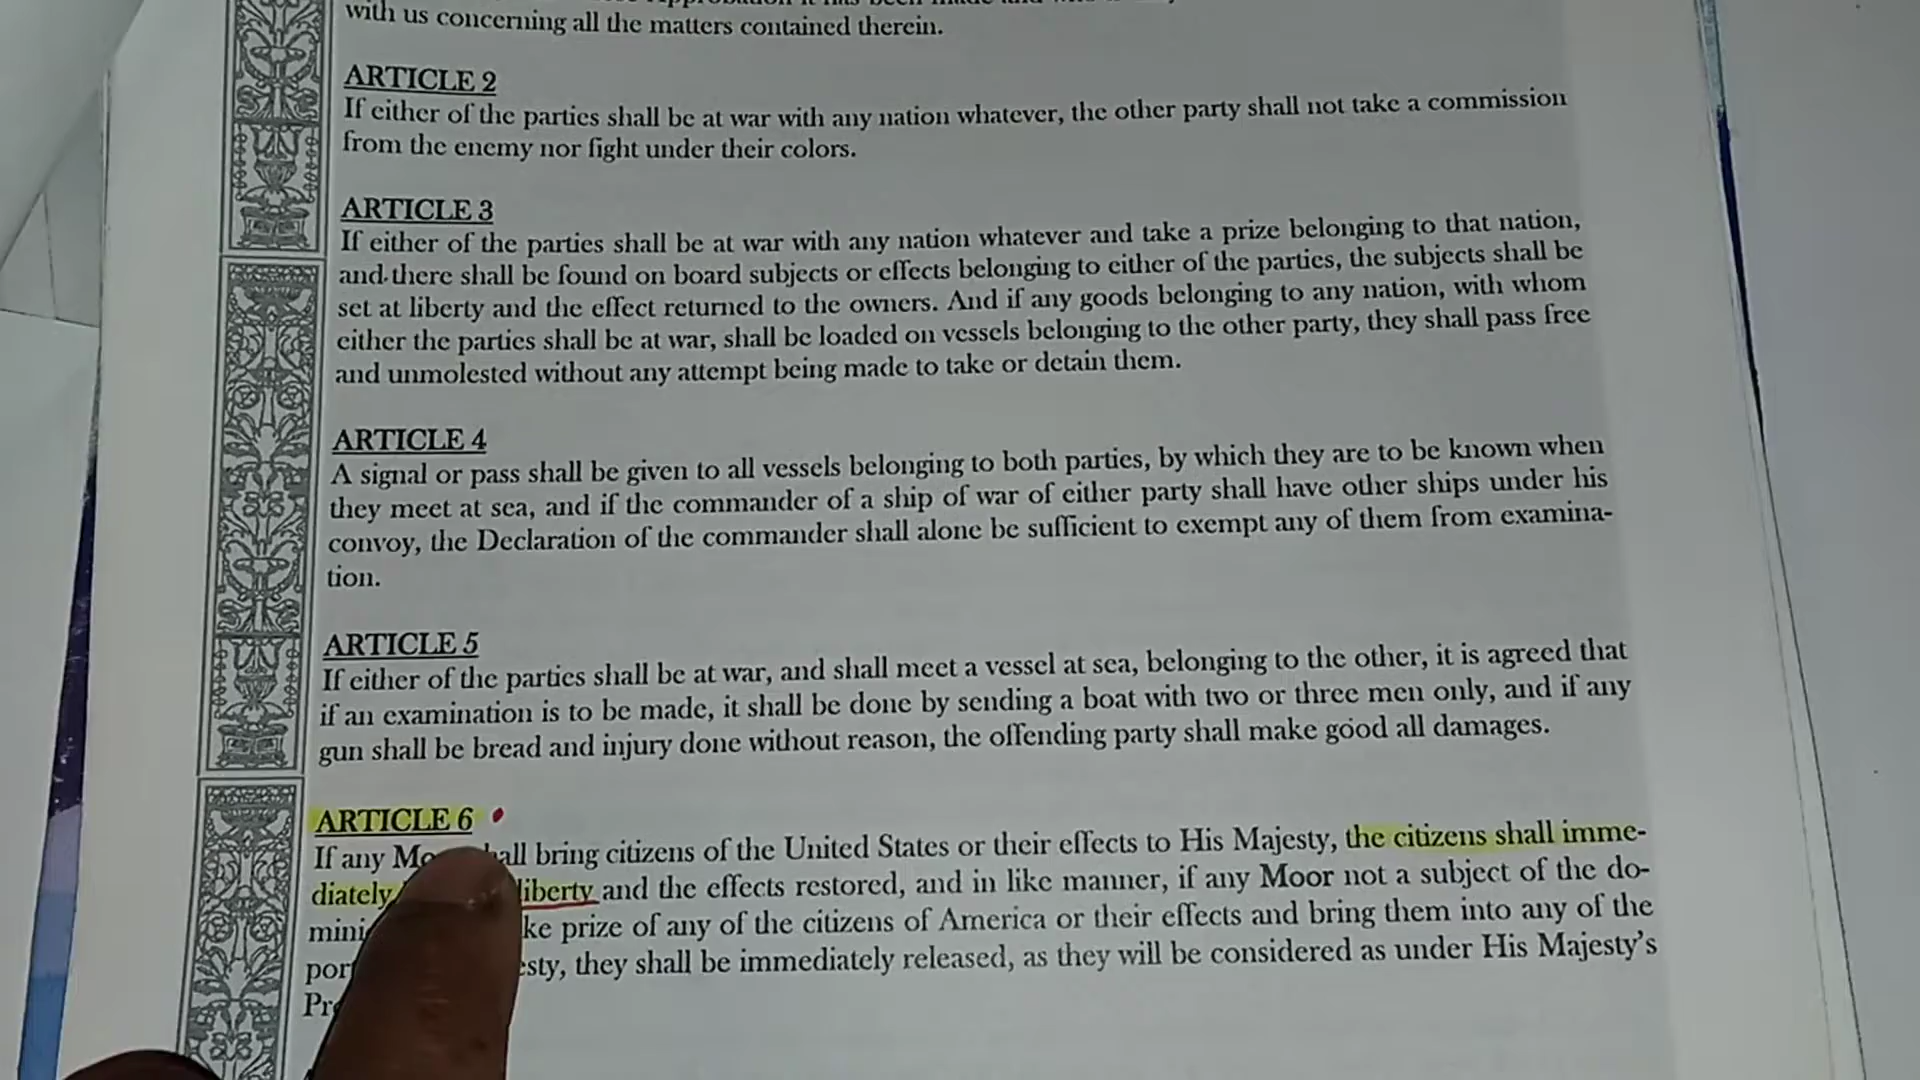 with us concerning all the matters contained therein.
ARTICLE 2
If either of the parties shall be at war with any nation whatever, the other party shall not take a commission
from the enemy nor fight under their colors.
ARTICLE 3
If either of the parties shall be at war with any nation whatever and take a prize belonging to that nation,
and there shall be found on board subjects or effects belonging to either of the parties, the subjects shall be
set at liberty and the effect returned to the owners. And if any goods belonging to any nation, with whom
either the parties shall be at war, shall be loaded on vessels belonging to the other party, they shall pass free
and unmolested without any attempt being made to take or detain them.
ARTICLE 4
A signal or pass shall be given to all vessels belonging to both parties, by which they are to be known when
they meet at sea, and if the commander of a ship of war of either party shall have other ships under his
convoy, the Declaration of the commander shall alone be sufficient to exempt any of them from examina-
tion.
ARTICLE 5
If either of the parties shall be at war, and shall meet a vessel at sea, belonging to the other, it is agreed that
if an examination is to be made, it shall be done by sending a boat with two or three men only, and if any
gun shall be bread and injury done without reason, the offending party shall make good all damages.
ARTICLE 6
If any shall bring citizens of the United States or their effects to His Majesty, the citizens shall imme-
diately liberty and the effects restored, and in like manner, if any Moor not a subject of the do-
prize of any of the citizens of America or their effects and bring them into any of the
they shall be immediately released, as they will be considered as under His Majesty's